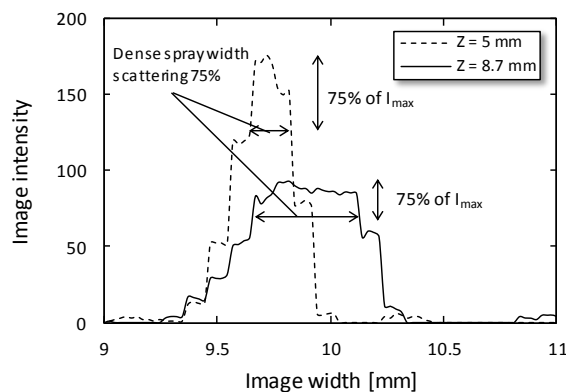 200
150
100
50
0
9
9.5
10
10.5
11
Image intensity
Image width [mm]
Dense spray width
scattering 75%
75% of Imax
75% of Imax
Z = 5 mm
Z = 8.7 mm